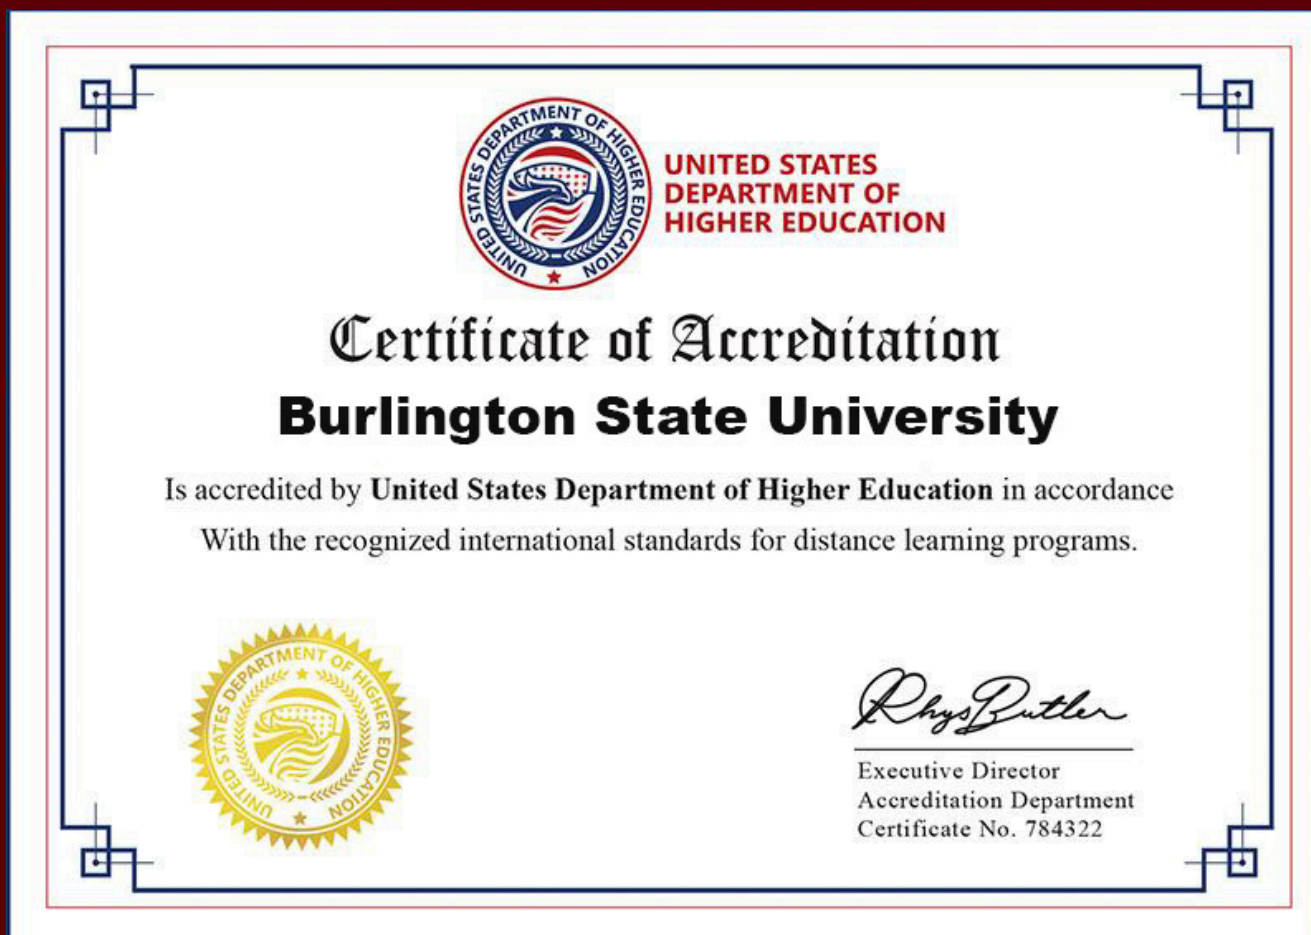 UNITED STATES DEPARTMENT OF HIGHER EDUCATION
UNITED STATES
DEPARTMENT OF
HIGHER EDUCATION
Certificate of Accreditation
Burlington State University
Is accredited by United States Department of Higher Education in accordance
With the recognized international standards for distance learning programs.
UNITED STATES DEPARTMENT OF HIGHER EDUCATION
Rhys Butler
Executive Director
Accreditation Department
Certificate No. 784322